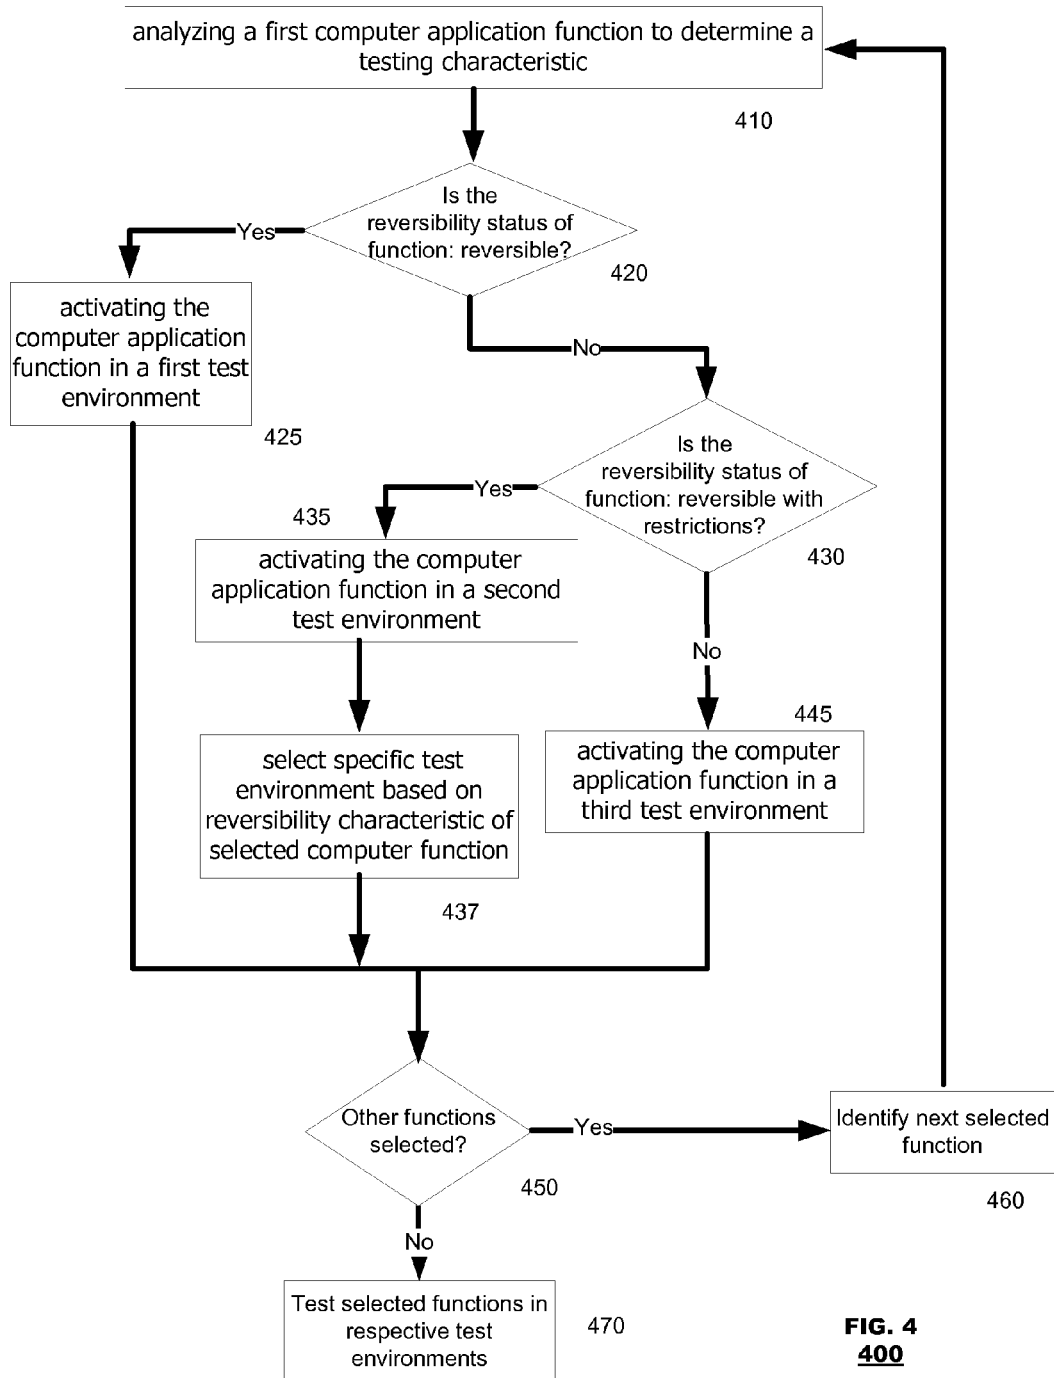 analyzing a first computer application function to determine a
testing characteristic
410
Is the
reversibility status of
function: reversible?
420
Yes
No
activating the
computer application
function in a first test
environment
425
Is the
reversibility status of
function: reversible with
restrictions?
430
Yes
No
435
activating the computer
application function in a second
test environment
select specific test
environment based on
reversibility characteristic of
selected computer function
437
445
activating the computer
application function in a
third test environment
Other functions
selected?
450
Yes
No
Identify next selected
function
460
Test selected functions in
respective test
environments
470
FIG. 4
400